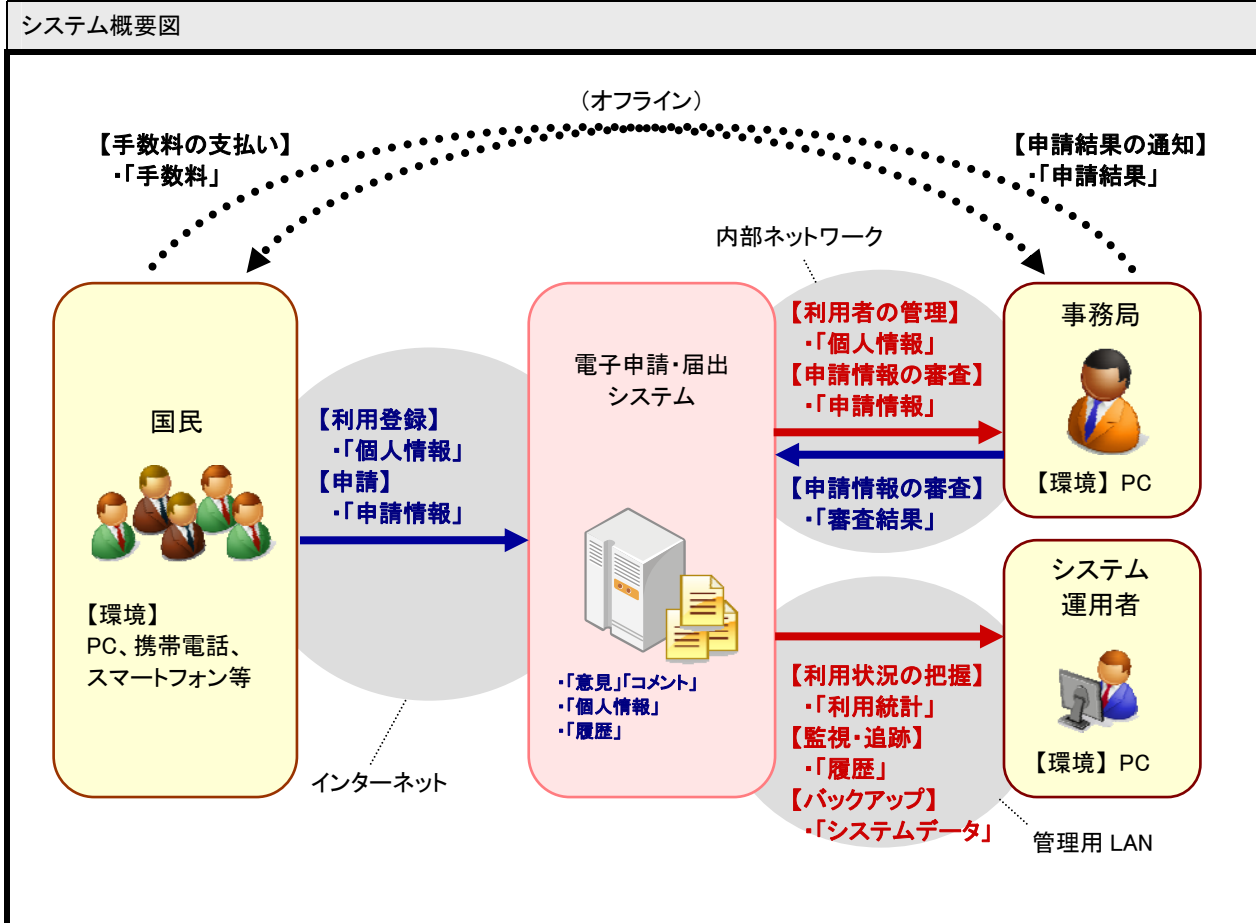 システム概要図
(オフライン)
【手数料の支払い】
・「手数料」
【申請結果の通知】
・「申請結果」
内部ネットワーク
国民
【環境】
PC、携帯電話、
スマートフォン等
【利用登録】
・「個人情報」
【申請】
・「申請情報」
インターネット
電子申請・届出
システム
・「意見」「コメント」
・「個人情報」
・「履歴」
【利用者の管理】
・「個人情報」
【申請情報の審査】
・「申請情報」
【申請情報の審査】
・「審査結果」
事務局
【環境】PC
【利用状況の把握】
・「利用統計」
【監視・追跡】
・「履歴」
【バックアップ】
・「システムデータ」
システム
運用者
【環境】PC
管理用 LAN